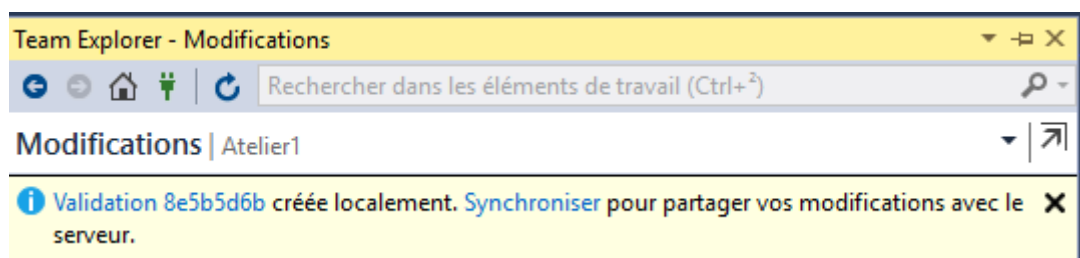 Team Explorer - Modifications
Rechercher dans les éléments de travail (Ctrl+²)
Modifications | Atelier1
Validation 8e5b5d6b créée localement. Synchroniser pour partager vos modifications avec le
serveur.